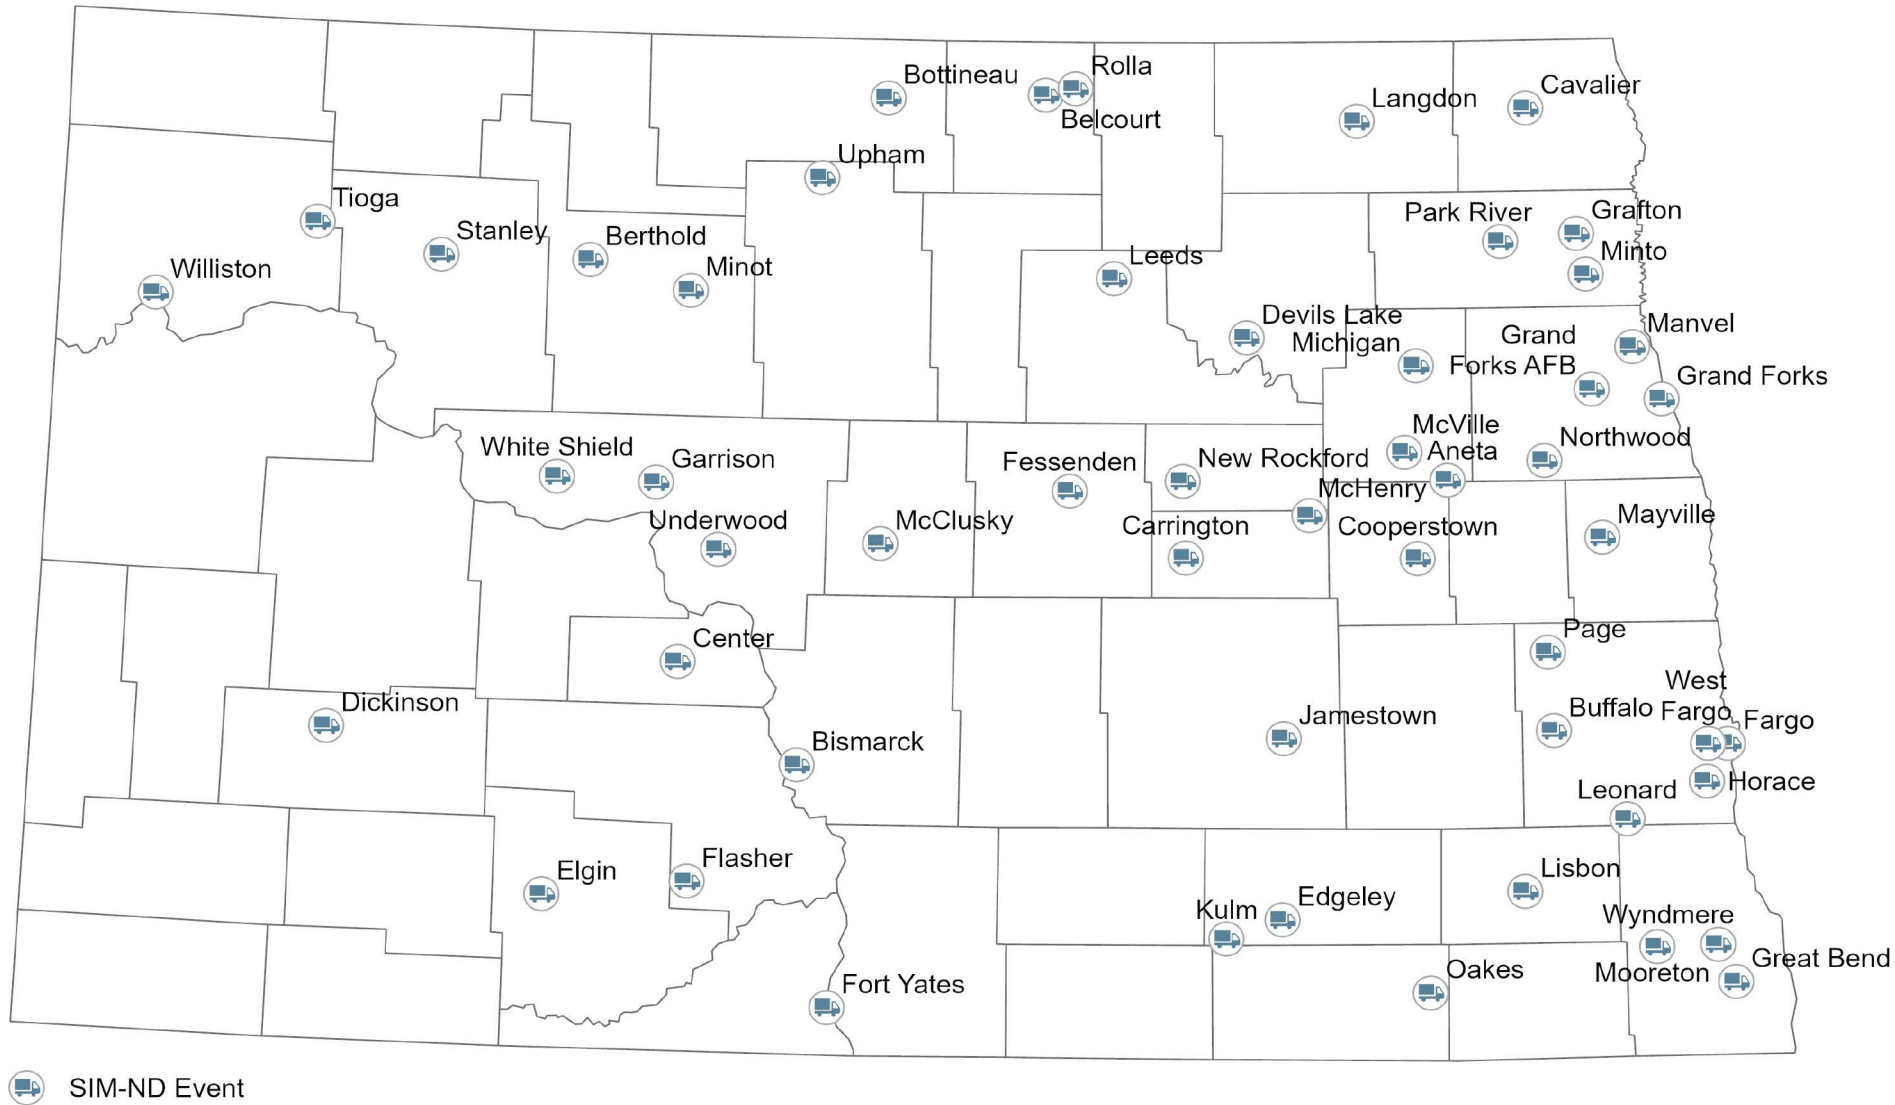 Rolla
Bottineau
Cavalier
Langdon
Belcourt
Upham
Tioga
Park River
Grafton
Stanley
Berthold
Minto
Leeds
Williston
Minot
Devils Lake
Manvel
Grand
Forks AFB
Michigan
Grand Forks
McVille
Northwood
White Shield
Aneta
Garrison
New Rockford
Fessenden
McHenry
Underwood
McClusky
Mayville
Carrington
Cooperstown
Page
Center
West
Fargo
Dickinson
Buffalo
Jamestown
Fargo
Bismarck
Horace
Leonard
Flasher
Lisbon
Elgin
Edgeley
Kulm
Wyndmere
Great Bend
Oakes
Mooreton
Fort Yates
SIM-ND Event